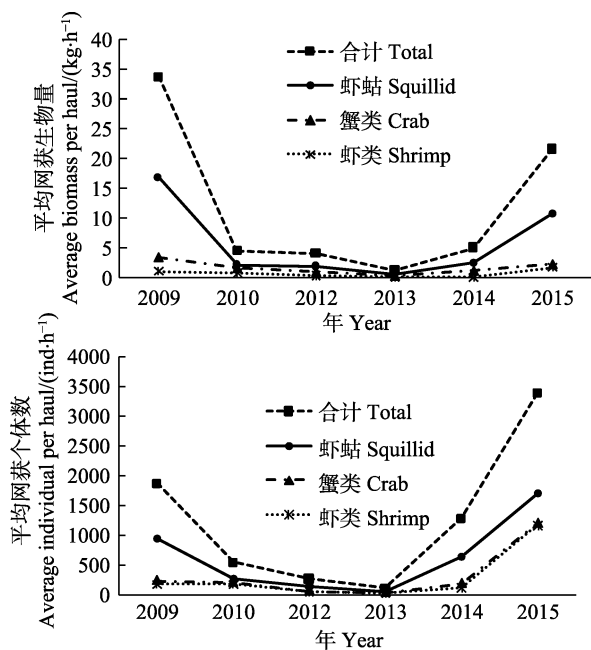 平均网获生物量
Average biomass per haul/(kg·h⁻¹)
40
35
30
25
20
15
10
5
0
合计 Total
虾蛄 Squillid
蟹类 Crab
虾类 Shrimp
2009 2010 2012 2013 2014 2015
年 Year
平均网获个体数
Average individual per haul/(ind·h⁻¹)
4000
3500
3000
2500
2000
1500
1000
500
0
合计 Total
虾蛄 Squillid
蟹类 Crab
虾类 Shrimp
2009 2010 2012 2013 2014 2015
年 Year